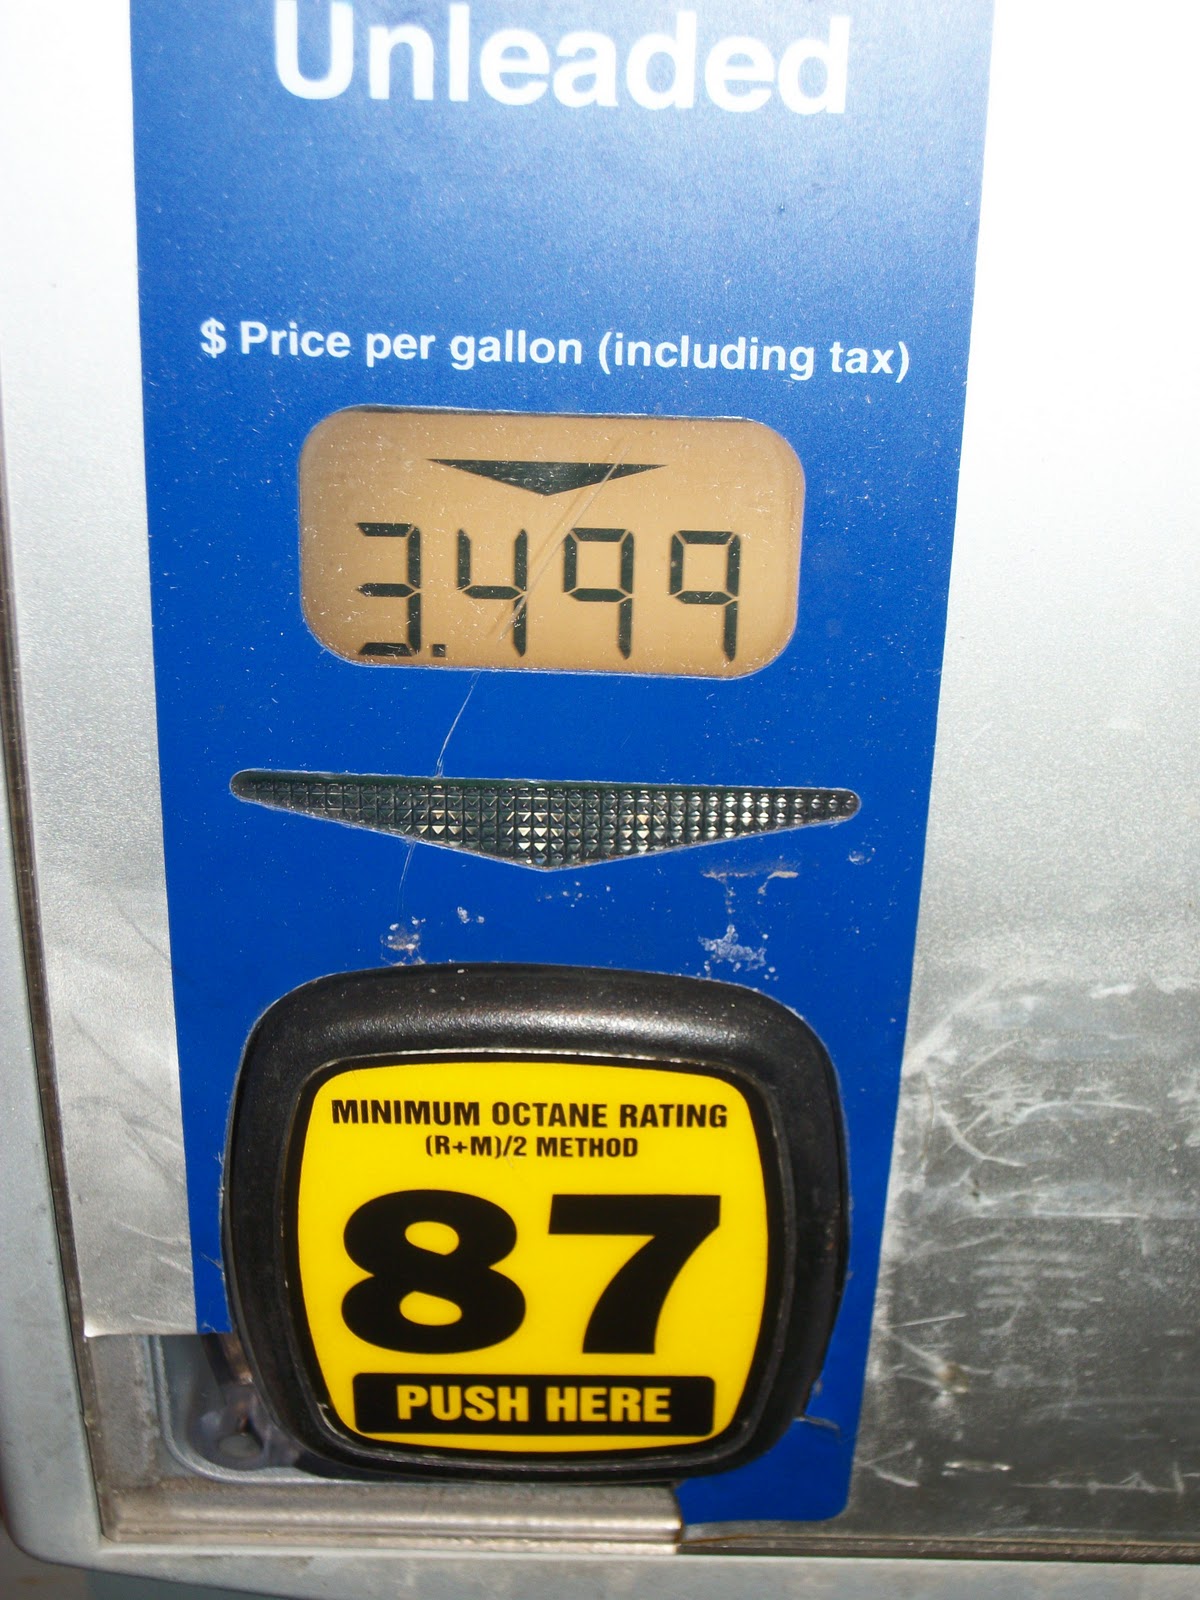 Unleaded
$ Price per gallon (including tax)
3.499
MINIMUM OCTANE RATING
(R+M)/2 METHOD
87
PUSH HERE